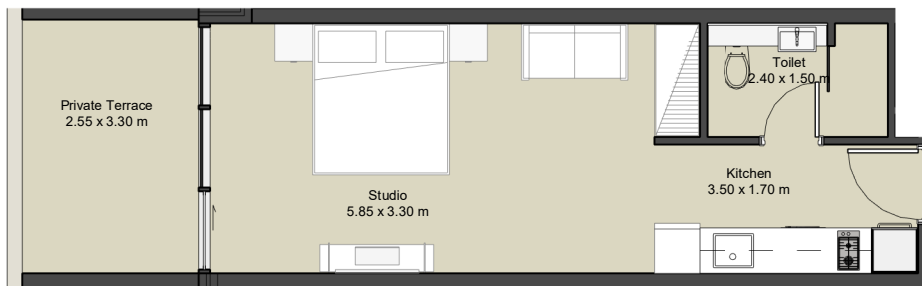 Private Terrace
2.55 x 3.30 m
Studio
5.85 x 3.30 m
Toilet
2.40 x 1.50 m
Kitchen
3.50 x 1.70 m